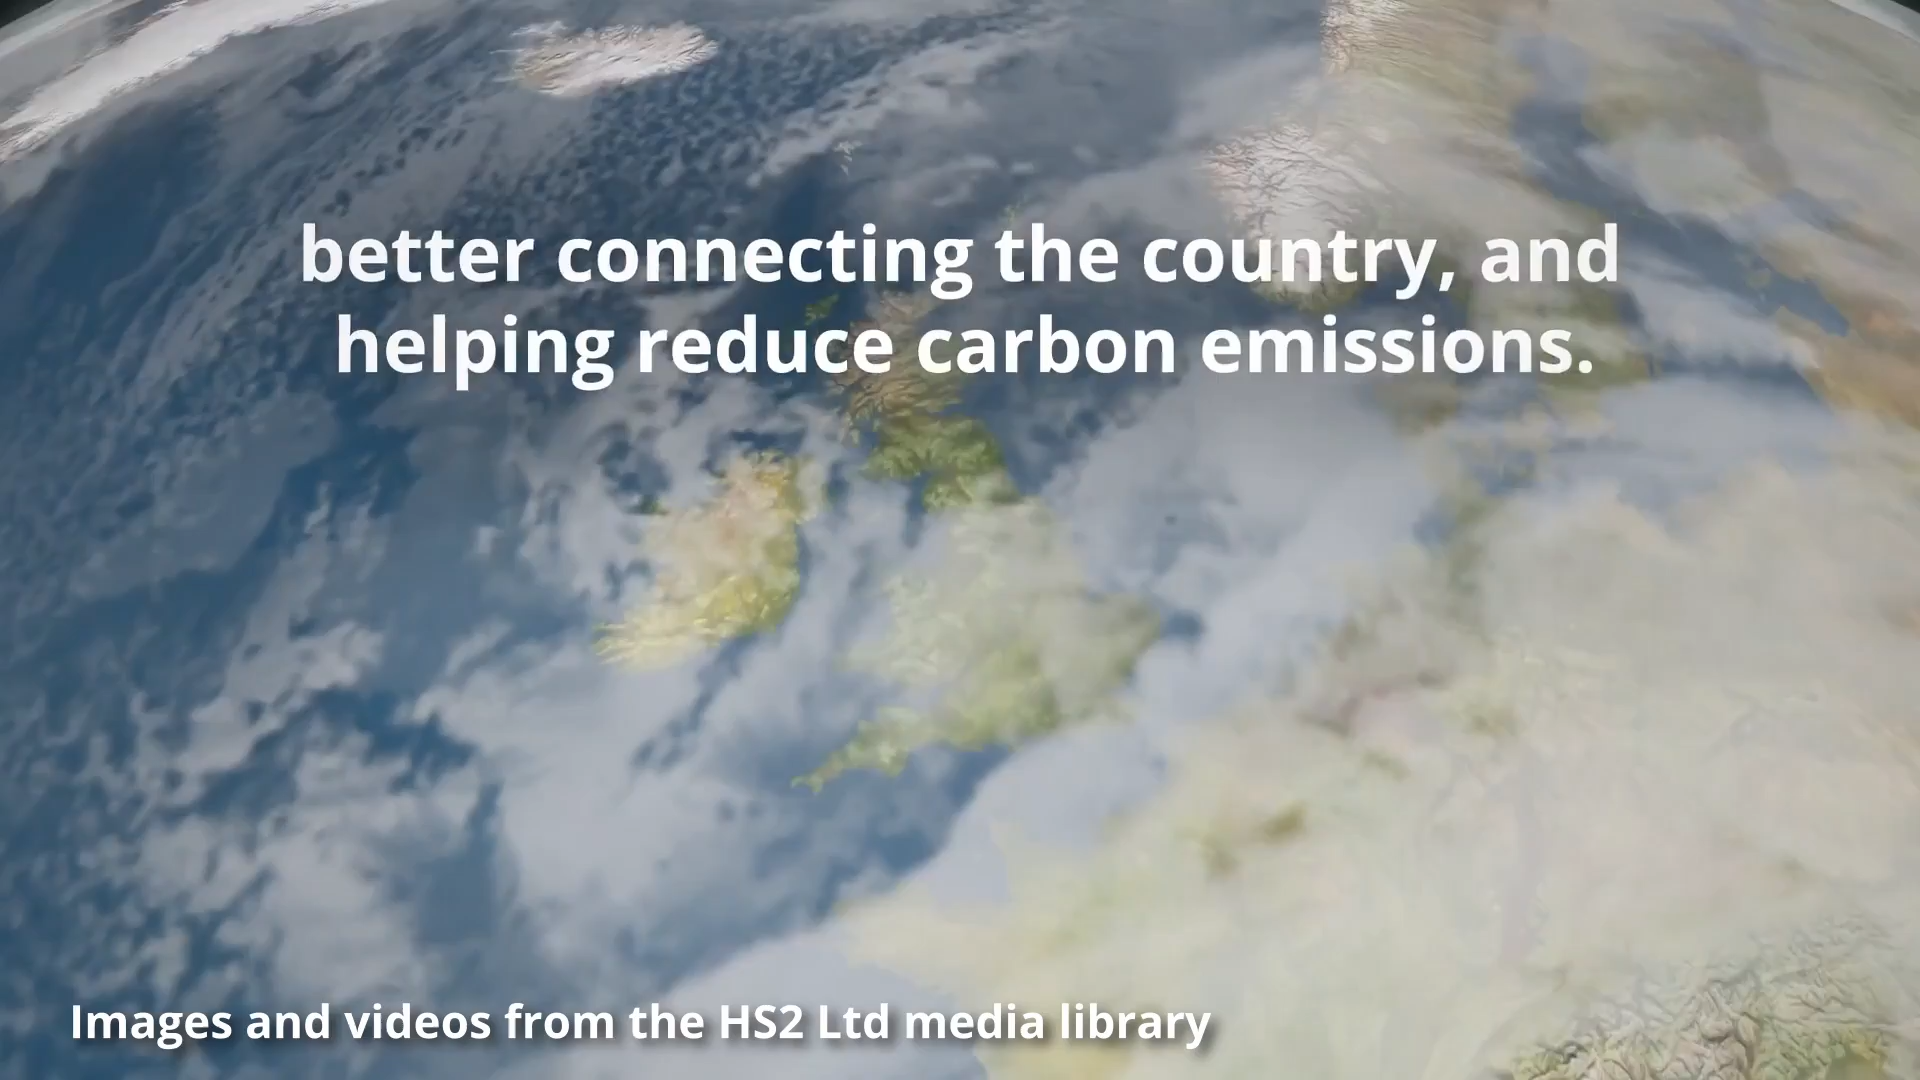 better connecting the country, and
helping reduce carbon emissions.
Images and videos from the HS2 Ltd media library